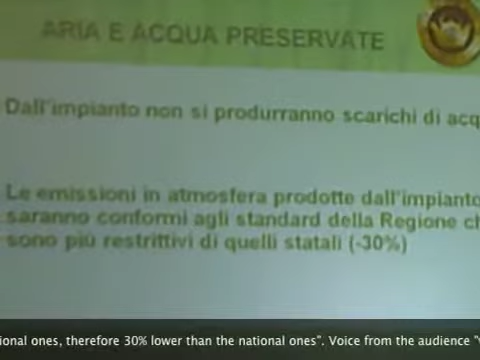 ARIA E ACQUA PRESERVATE
Dall'impianto non si produrranno scarichi di acq
Le emissioni in atmosfera prodotte dall'impianto
saranno conformi agli standard della Regione ch
sono più restrittivi di quelli statali (-30%)
ional ones, therefore 30% lower than the national ones". Voice from the audience "